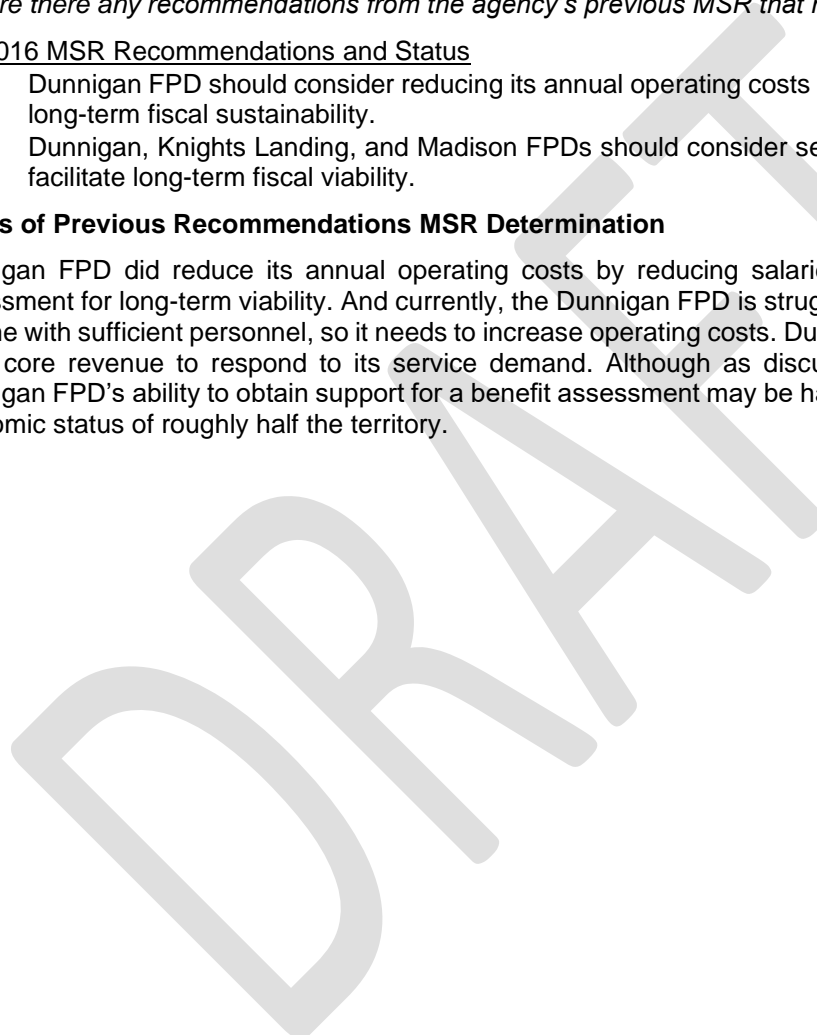 re there any recommendations from the agency's previous MSR that
016 MSR Recommendations and Status
Dunnigan FPD should consider reducing its annual operating costs
long-term fiscal sustainability.
Dunnigan, Knights Landing, and Madison FPDs should consider se
facilitate long-term fiscal viability.
s of Previous Recommendations MSR Determination
igan FPD did reduce its annual operating costs by reducing salarie
ssment for long-term viability. And currently, the Dunnigan FPD is strug
ne with sufficient personnel, so it needs to increase operating costs. Du
core revenue to respond to its service demand. Although as discu
igan FPD's ability to obtain support for a benefit assessment may be ha
omic status of roughly half the territory.
DRAFT